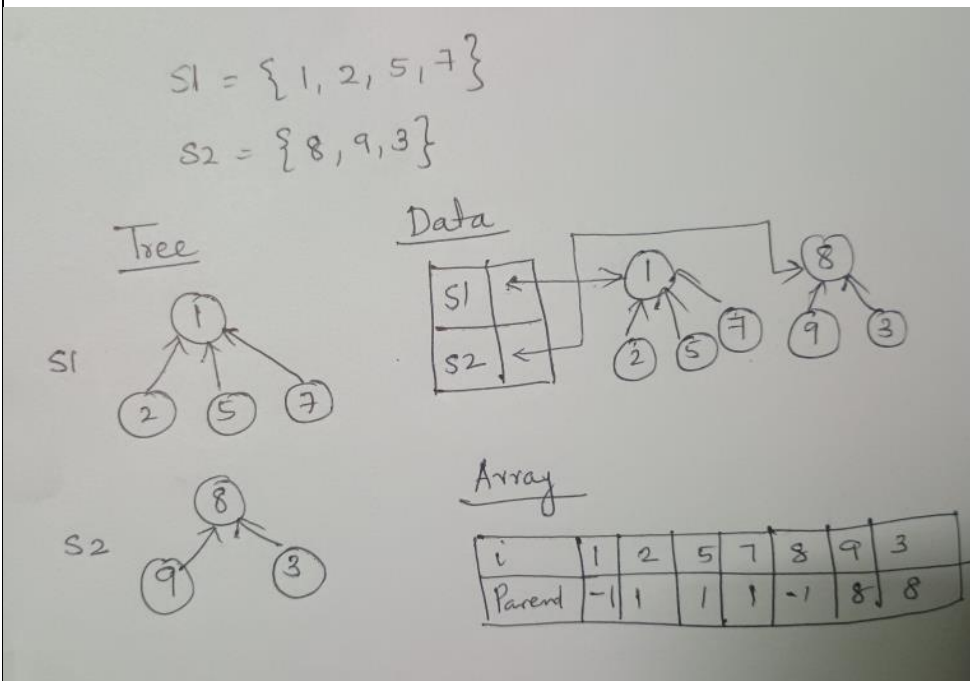 S1 = {1, 2, 5, 7}
S2 = {8, 9, 3}
Tree
S1
1
2 5 7
S2
8
9 3
Data
S1
S2
1
2 5 7
8
9 3
Array
i 1 2 5 7 8 9 3
Parend -1 1 1 1 -1 8 8